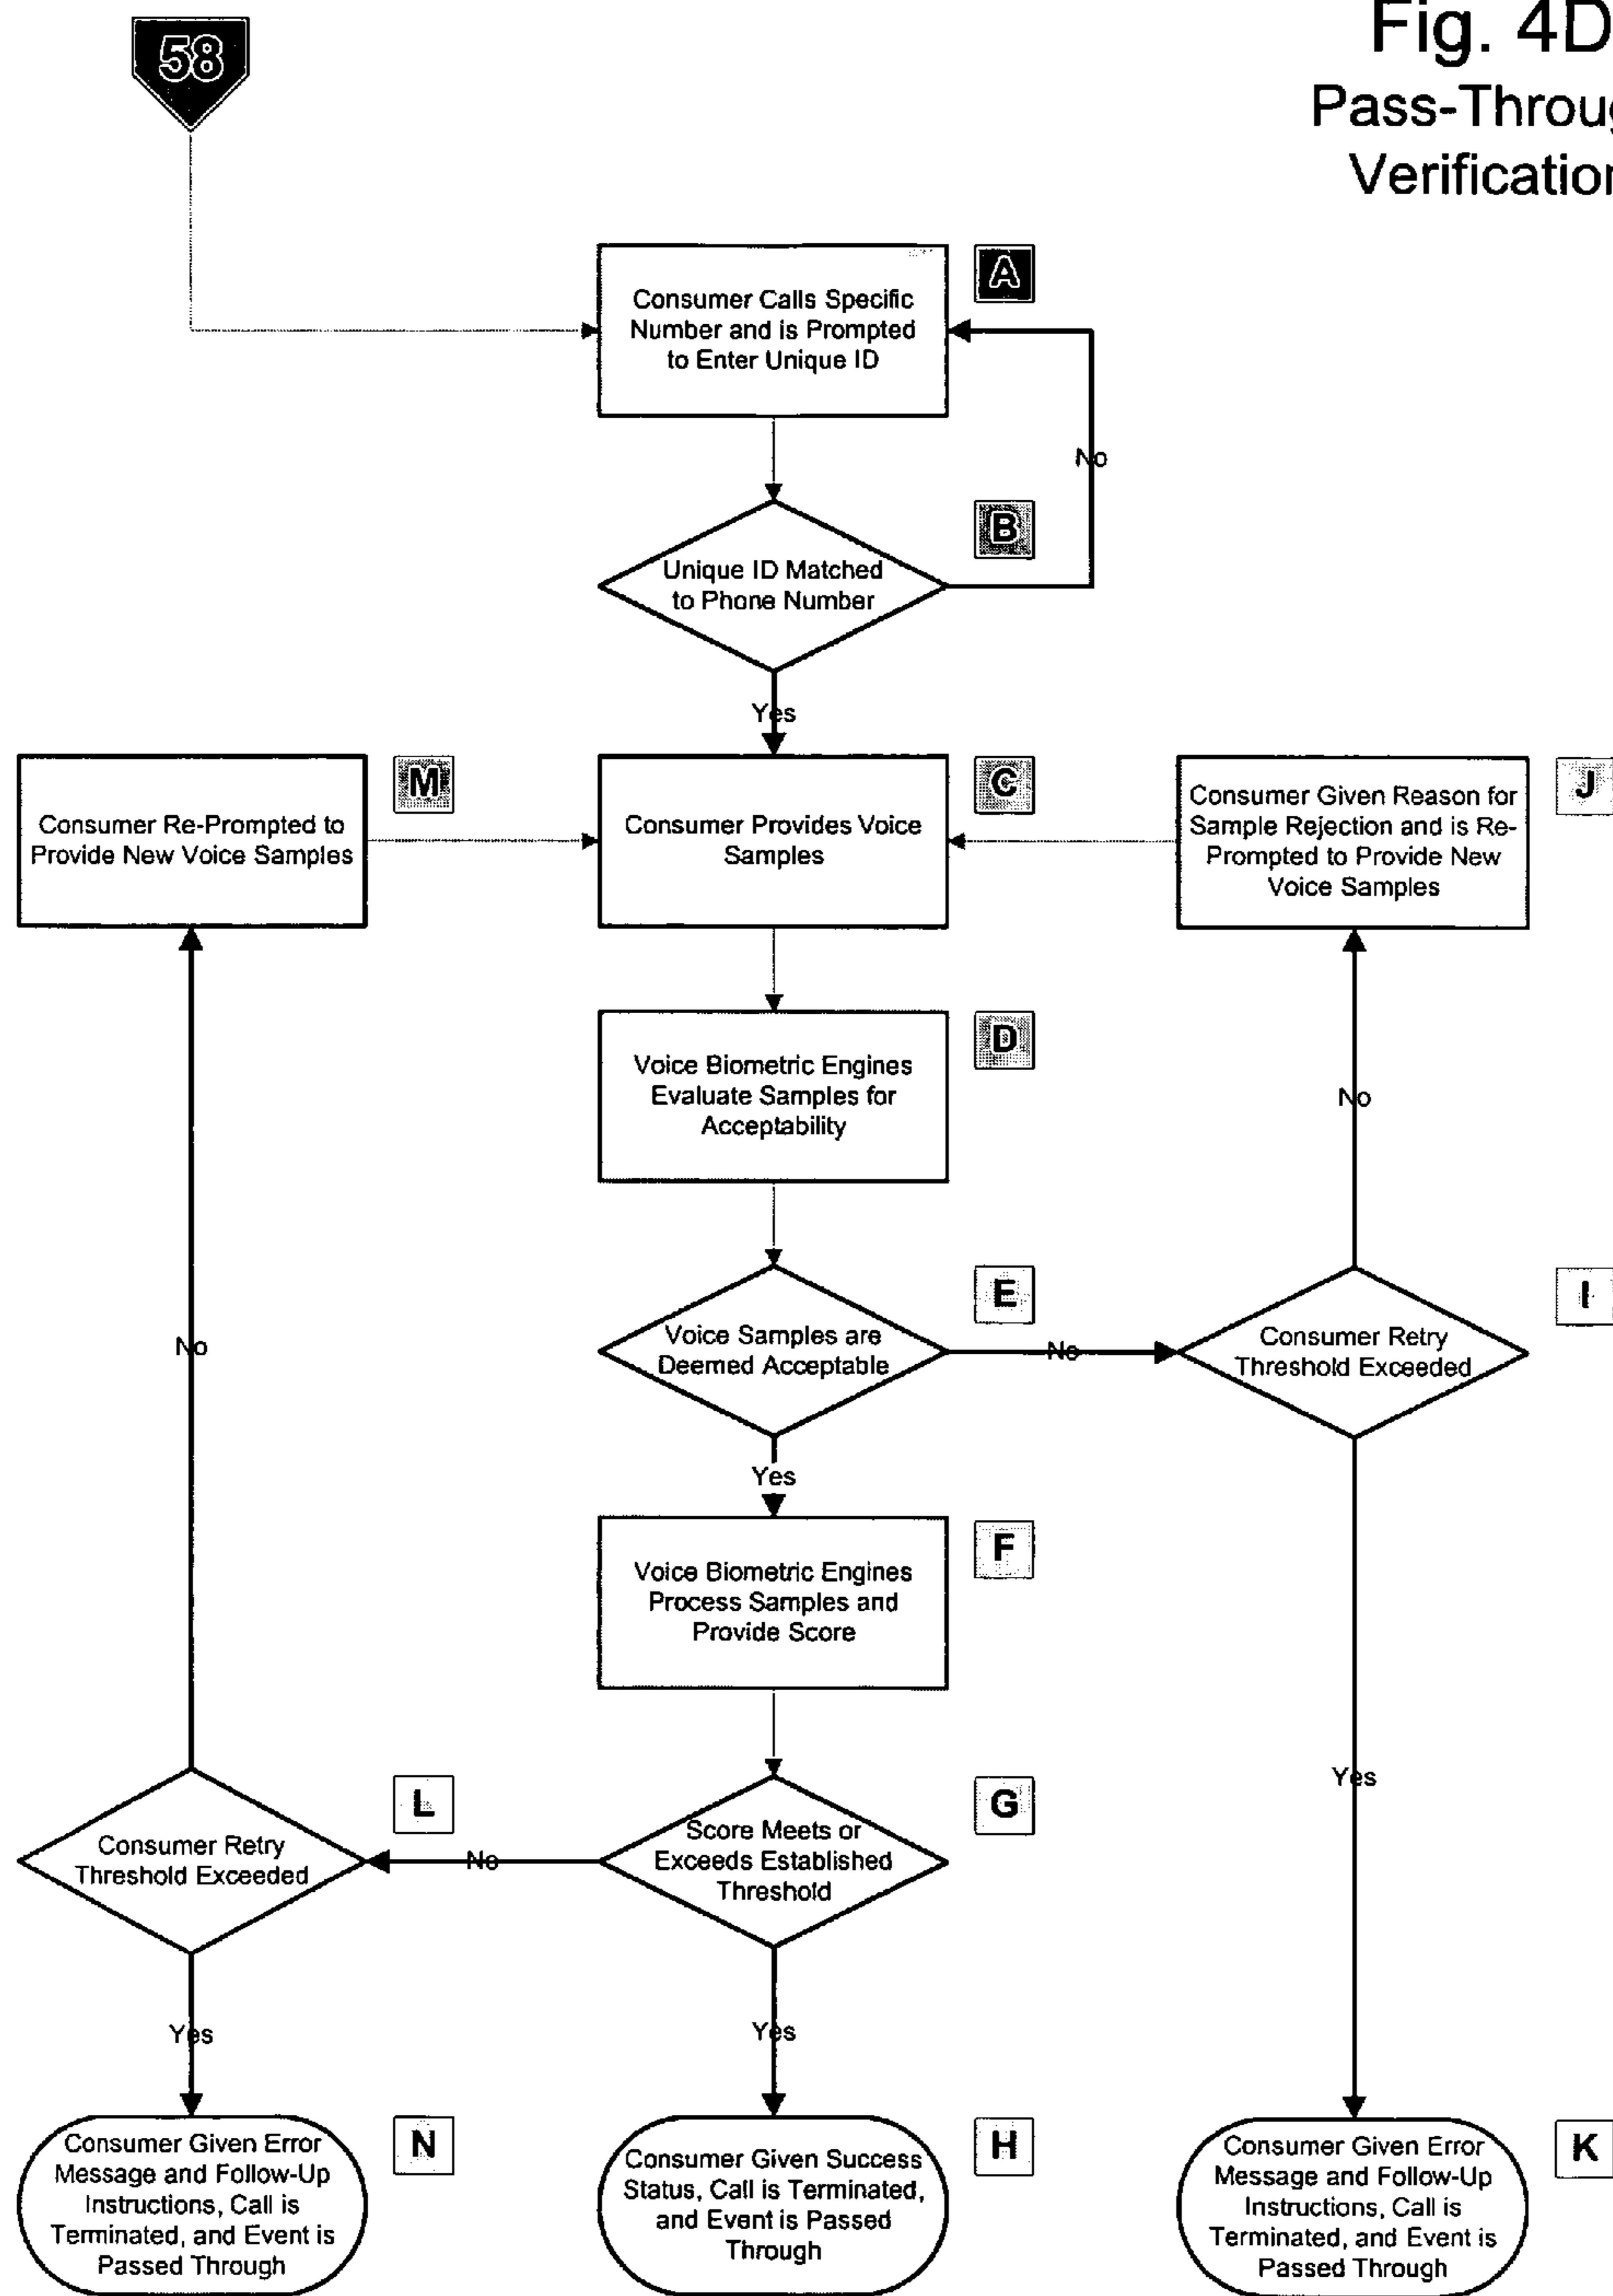 58
Fig. 4D
Pass-Throug
Verification
Consumer Calls Specific
Number and is Prompted
to Enter Unique ID
A
No
B
Unique ID Matched
to Phone Number
Yes
Consumer Re-Prompted to
Provide New Voice Samples
M
Consumer Provides Voice
Samples
C
Consumer Given Reason for
Sample Rejection and is Re-
Prompted to Provide New
Voice Samples
J
Voice Biometric Engines
Evaluate Samples for
Acceptability
D
No
No
Voice Samples are
Deemed Acceptable
E
No
Consumer Retry
Threshold Exceeded
I
Yes
Voice Biometric Engines
Process Samples and
Provide Score
F
Yes
Consumer Retry
Threshold Exceeded
L
No
Score Meets or
Exceeds Established
Threshold
G
Yes
Yes
Consumer Given Error
Message and Follow-Up
Instructions, Call is
Terminated, and Event is
Passed Through
N
Consumer Given Success
Status, Call is Terminated,
and Event is Passed
Through
H
Consumer Given Error
Message and Follow-Up
Instructions, Call is
Terminated, and Event is
Passed Through
K